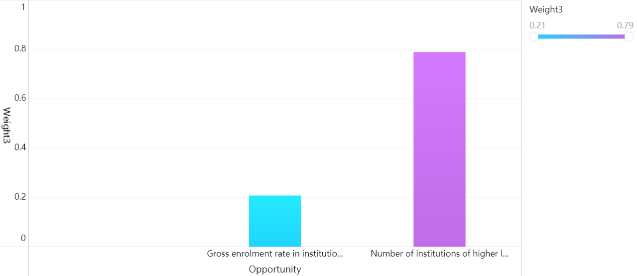 Weight3
0.21 0.79
1
0.8
0.6
0.4
0.2
0
Weight3
Gross enrolment rate in institutio... Number of institutions of higher l...
Opportunity